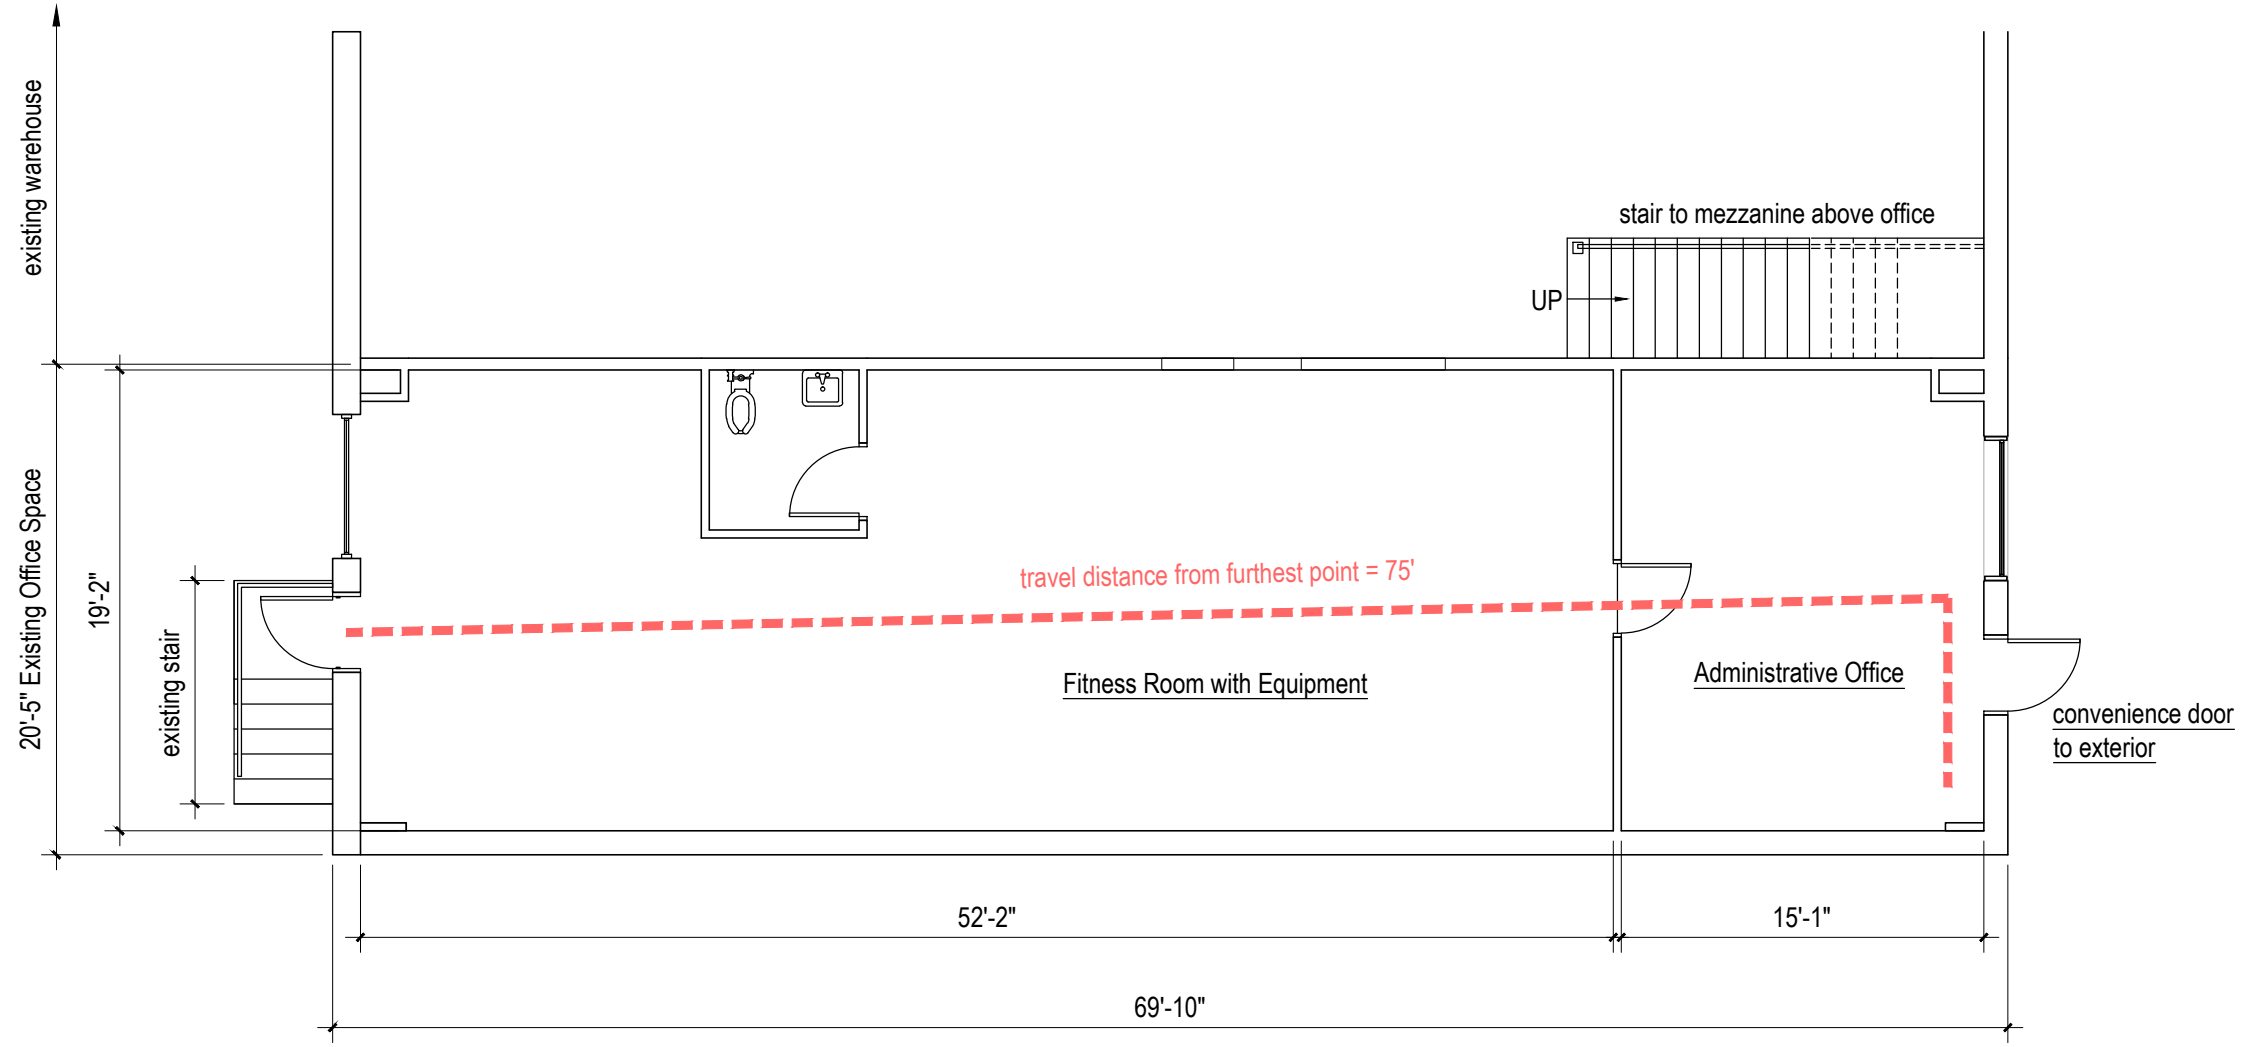 existing warehouse
stair to mezzanine above office
UP
20'-5" Existing Office Space
19'-2"
existing stair
travel distance from furthest point = 75'
Fitness Room with Equipment
Administrative Office
convenience door
to exterior
52'-2"
15'-1"
69'-10"